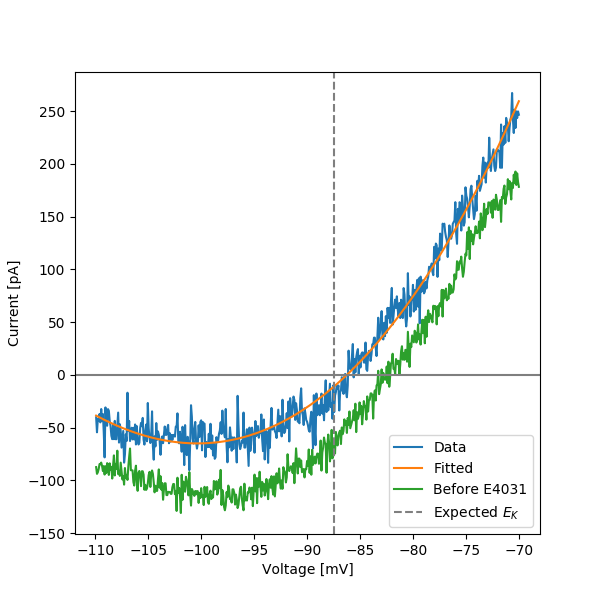 250
200
150
100
50
0
−50
−100
−150
Current [pA]
−110 −105 −100 −95 −90 −85 −80 −75 −70
Voltage [mV]
Data
Fitted
Before E4031
Expected E_K